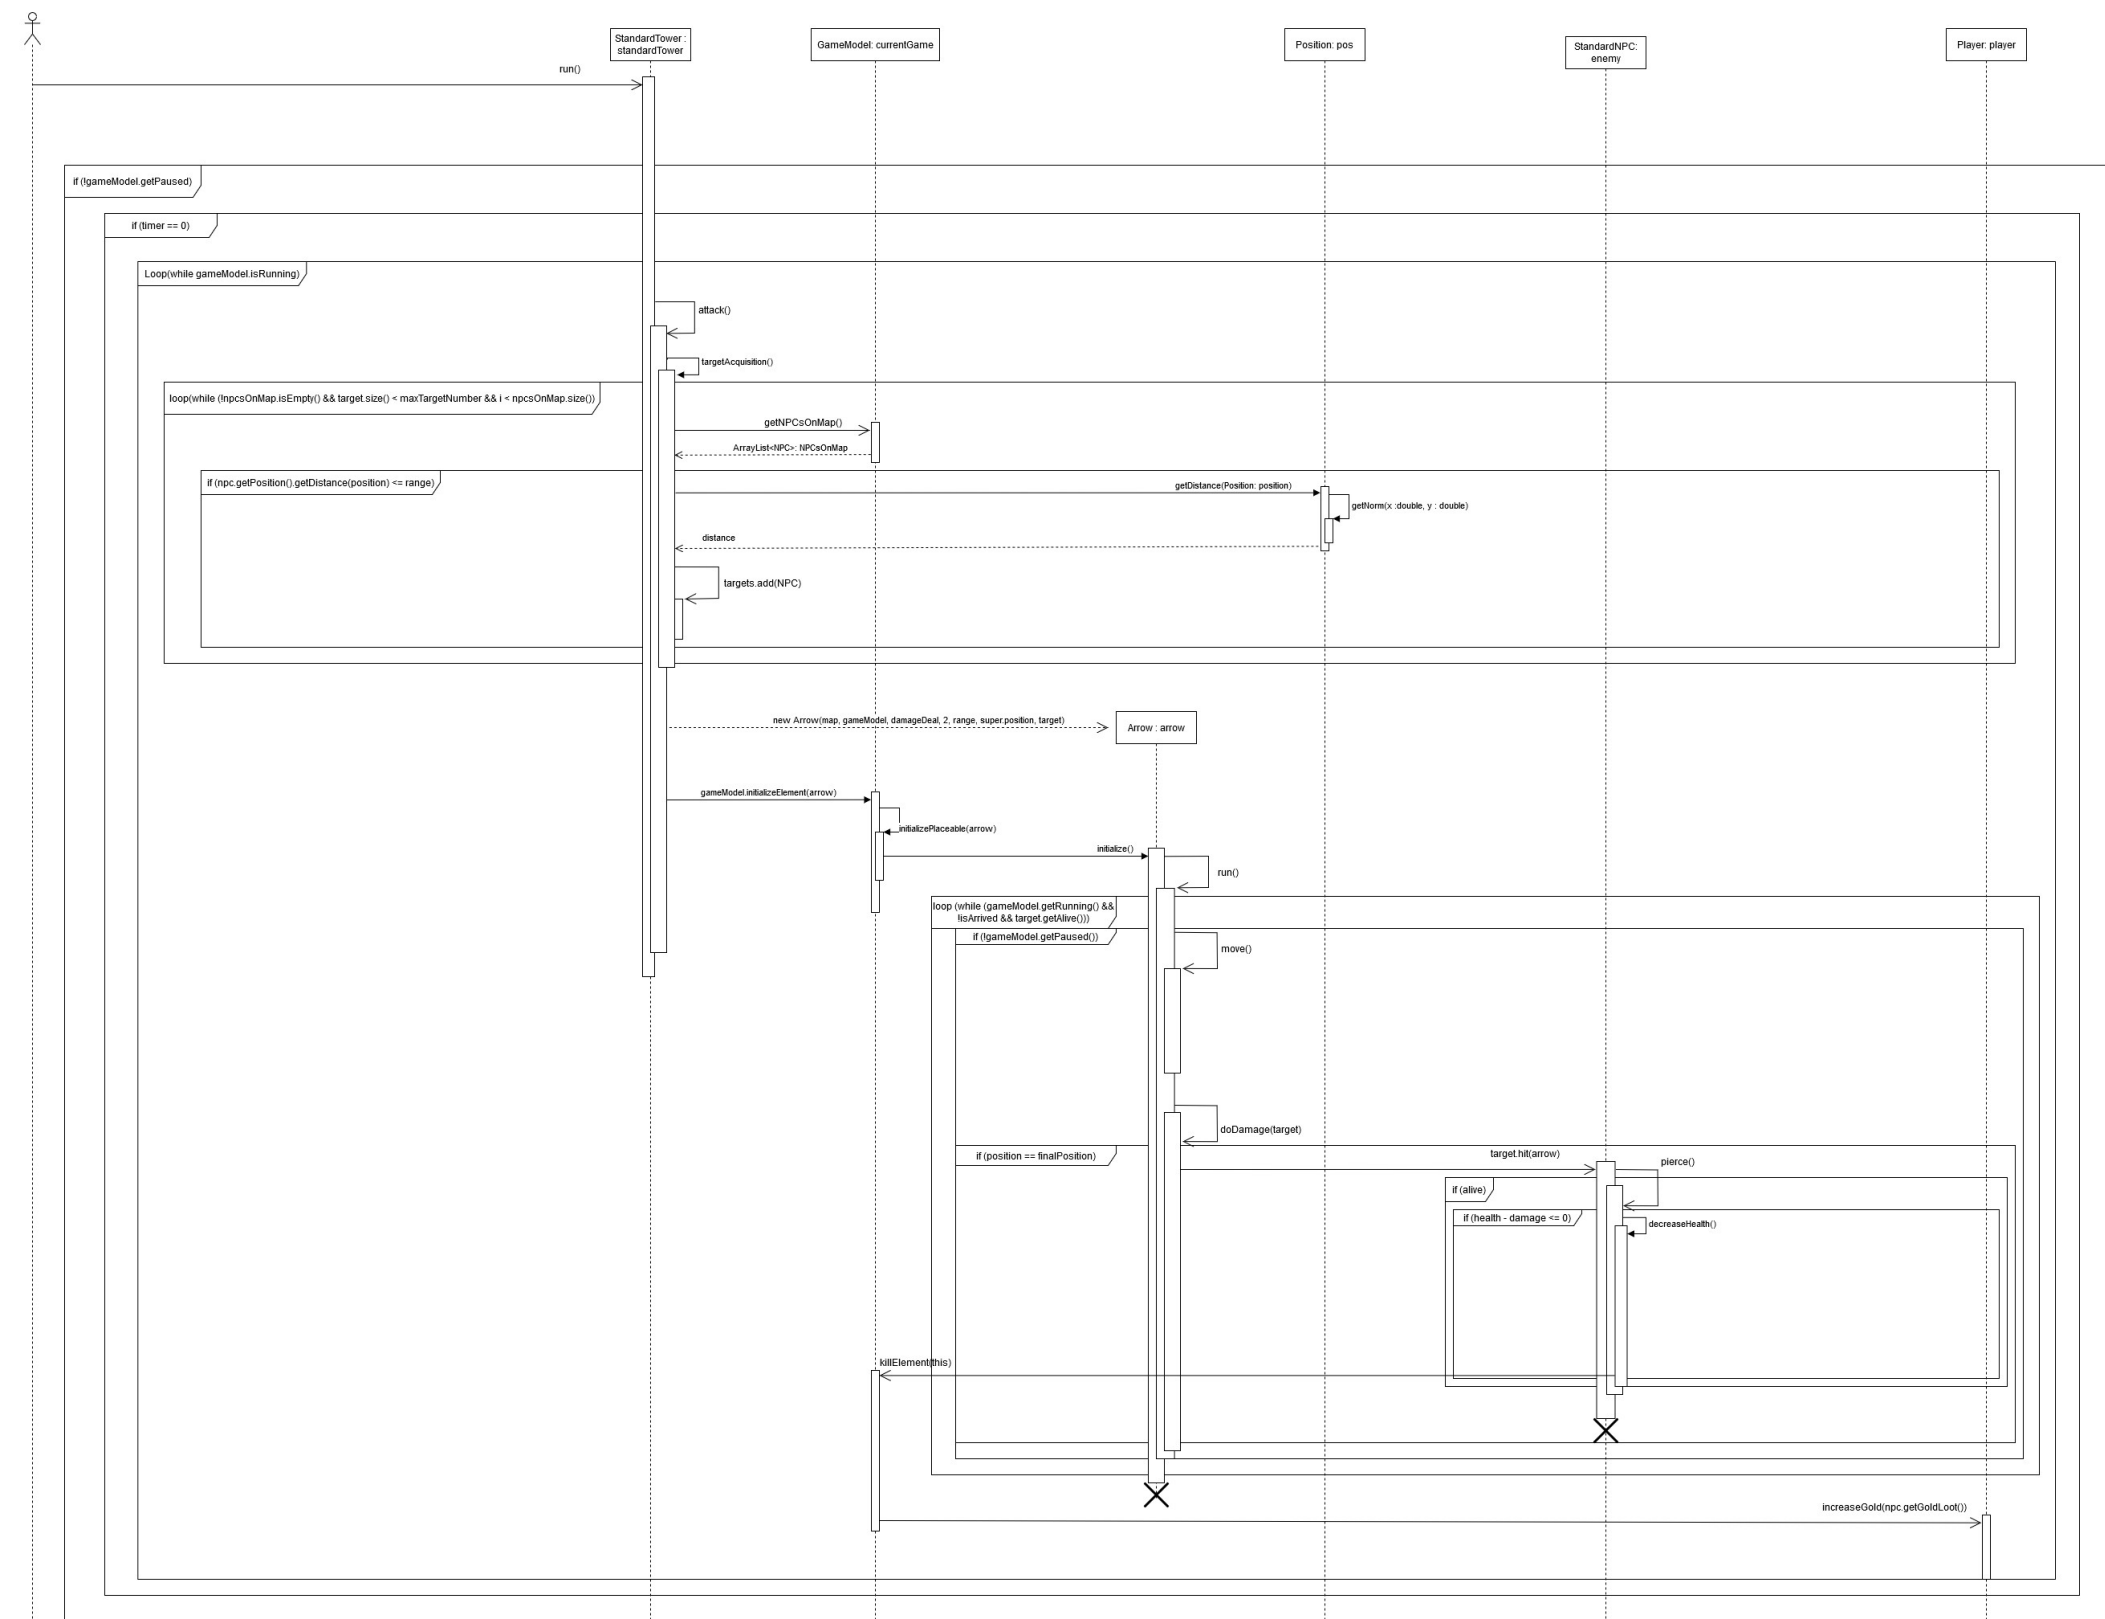 StandardTower :
standardTower
GameModel: currentGame
Position: pos
StandardNPC:
enemy
Player: player
run()
if (!gameModel.getPaused)
if (timer == 0)
Loop(while gameModel.isRunning)
attack()
targetAcquisition()
loop(while (!npcsOnMap.isEmpty() && target.size() < maxTargetNumber && i < npcsOnMap.size())
getNPCsOnMap()
ArrayList<NPC>: NPCsOnMap
if (npc.getPosition().getDistance(position) <= range)
getDistance(Position: position)
getNorm(x :double, y : double)
distance
targets.add(NPC)
new Arrow(map, gameModel, damageDeal, 2, range, super.position, target)
Arrow : arrow
gameModel.initializeElement(arrow)
initializePlaceable(arrow)
initialize()
run()
loop (while (gameModel.getRunning() &&
!isArrived && target.getAlive()))
if (!gameModel.getPaused())
move()
doDamage(target)
if (position == finalPosition)
target.hit(arrow)
pierce()
if (alive)
if (health - damage <= 0)
decreaseHealth()
killElement(this)
increaseGold(npc.getGoldLoot())